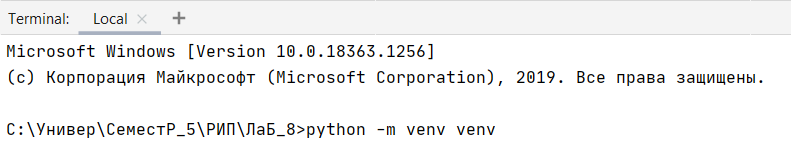 Terminal: Local × +
Microsoft Windows [Version 10.0.18363.1256]
(c) Корпорация Майкрософт (Microsoft Corporation), 2019. Все права защищены.
C:\Универ\СеместР_5\РИП\ЛаБ_8>python -m venv venv